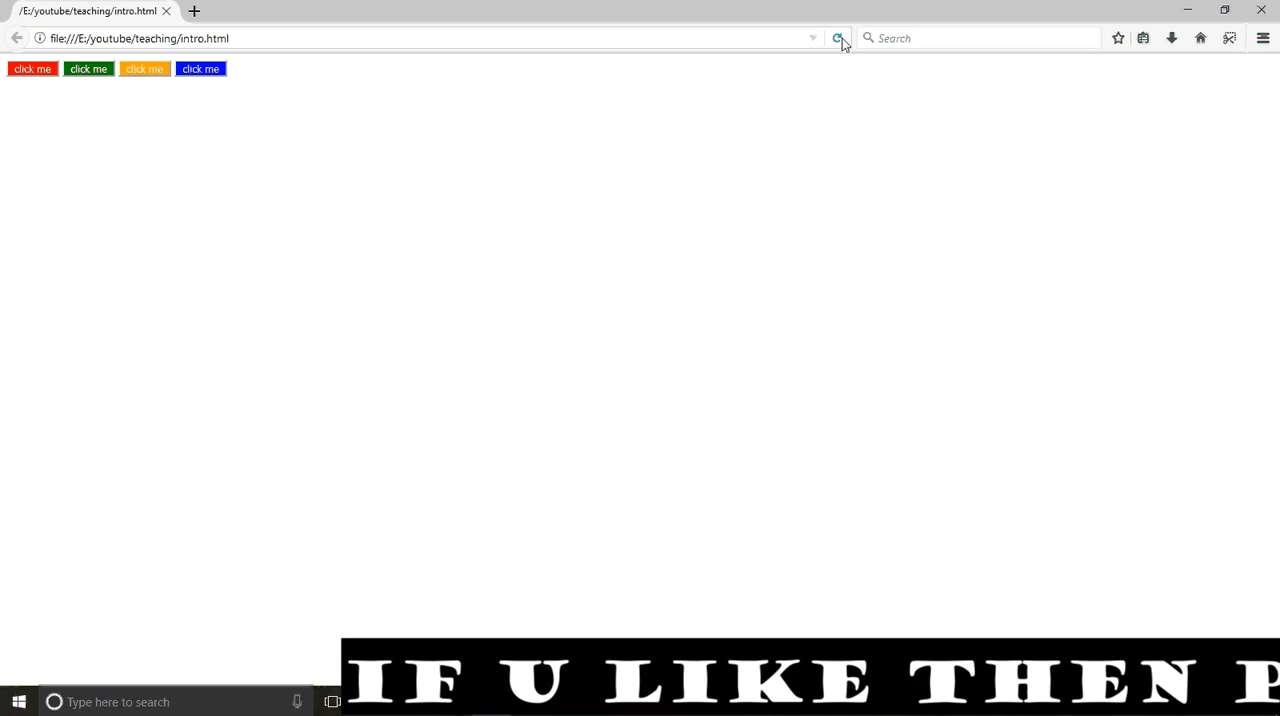 /E:/youtube/teaching/intro.html
file:///E:/youtube/teaching/intro.html
Search
click me click me click me click me
IF U LIKE THEN P
Type here to search